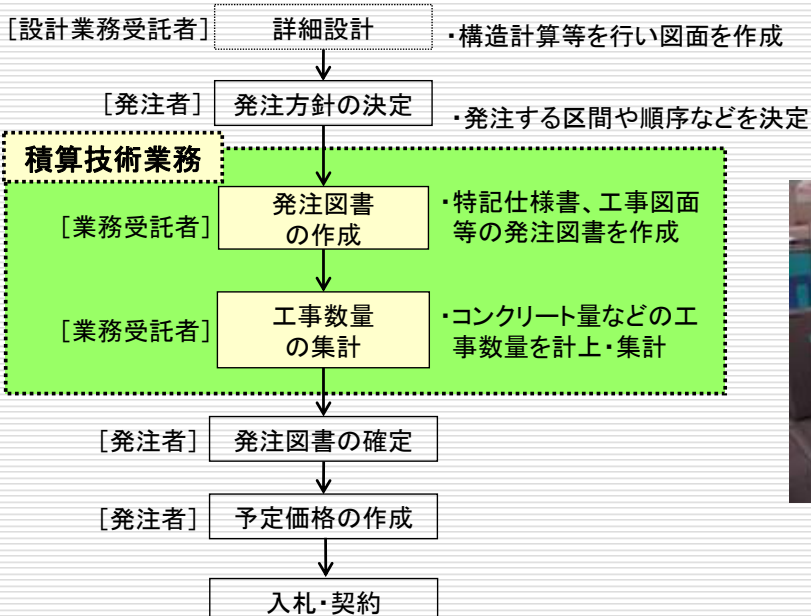 [設計業務受託者] 詳細設計 ・構造計算等を行い図面を作成
[発注者] 発注方針の決定 ・発注する区間や順序などを決定
積算技術業務
[業務受託者] 発注図書の作成 ・特記仕様書、工事図面
等の発注図書を作成
[業務受託者] 工事数量の集計 ・コンクリート量などの工
事数量を計上・集計
[発注者] 発注図書の確定
[発注者] 予定価格の作成
入札・契約